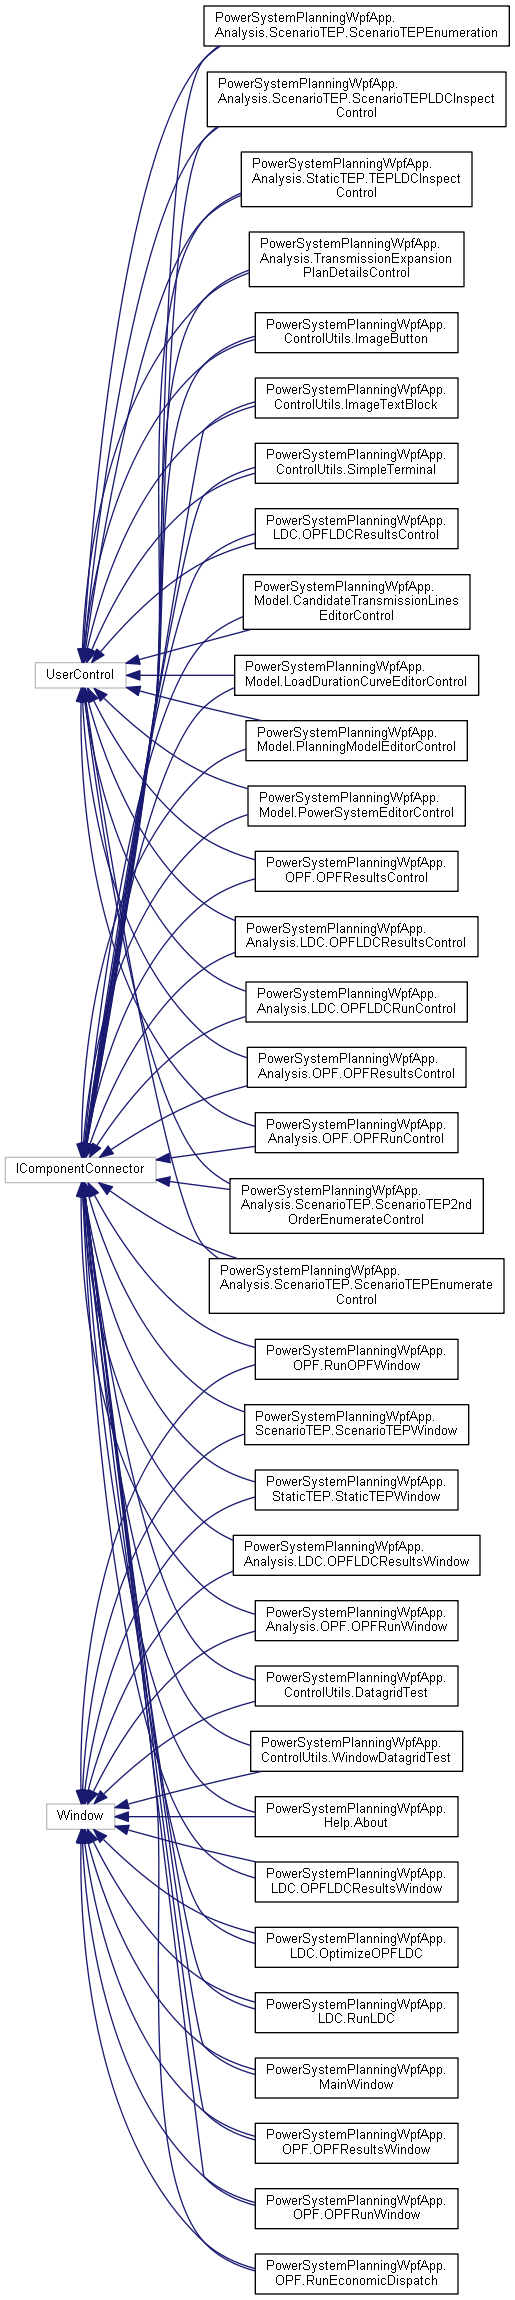 PowerSystemPlanningWpfApp.
Analysis.ScenarioTEP.ScenarioTEPEnumeration
PowerSystemPlanningWpfApp.
Analysis.ScenarioTEP.ScenarioTEPLDCInspect
Control
PowerSystemPlanningWpfApp.
Analysis.StaticTEP.TEPLDCInspect
Control
PowerSystemPlanningWpfApp.
Analysis.TransmissionExpansion
PlanDetailsControl
PowerSystemPlanningWpfApp.
ControlUtils.ImageButton
PowerSystemPlanningWpfApp.
ControlUtils.ImageTextBlock
PowerSystemPlanningWpfApp.
ControlUtils.SimpleTerminal
PowerSystemPlanningWpfApp.
LDC.OPFLDCResultsControl
PowerSystemPlanningWpfApp.
Model.CandidateTransmissionLines
EditorControl
UserControl
PowerSystemPlanningWpfApp.
Model.LoadDurationCurveEditorControl
PowerSystemPlanningWpfApp.
Model.PlanningModelEditorControl
PowerSystemPlanningWpfApp.
Model.PowerSystemEditorControl
PowerSystemPlanningWpfApp.
OPF.OPFResultsControl
PowerSystemPlanningWpfApp.
Analysis.LDC.OPFLDCResultsControl
PowerSystemPlanningWpfApp.
Analysis.LDC.OPFLDCRunControl
PowerSystemPlanningWpfApp.
Analysis.OPF.OPFResultsControl
PowerSystemPlanningWpfApp.
Analysis.OPF.OPFRunControl
IComponentConnector
PowerSystemPlanningWpfApp.
Analysis.ScenarioTEP.ScenarioTEP2nd
OrderEnumerateControl
PowerSystemPlanningWpfApp.
Analysis.ScenarioTEP.ScenarioTEPEnumerate
Control
PowerSystemPlanningWpfApp.
OPF.RunOPFWindow
PowerSystemPlanningWpfApp.
ScenarioTEP.ScenarioTEPWindow
PowerSystemPlanningWpfApp.
StaticTEP.StaticTEPWindow
PowerSystemPlanningWpfApp.
Analysis.LDC.OPFLDCResultsWindow
PowerSystemPlanningWpfApp.
Analysis.OPF.OPFRunWindow
PowerSystemPlanningWpfApp.
ControlUtils.DatagridTest
PowerSystemPlanningWpfApp.
ControlUtils.WindowDatagridTest
Window
PowerSystemPlanningWpfApp.
Help.About
PowerSystemPlanningWpfApp.
LDC.OPFLDCResultsWindow
PowerSystemPlanningWpfApp.
LDC.OptimizeOPFLDC
PowerSystemPlanningWpfApp.
LDC.RunLDC
PowerSystemPlanningWpfApp.
MainWindow
PowerSystemPlanningWpfApp.
OPF.OPFResultsWindow
PowerSystemPlanningWpfApp.
OPF.OPFRunWindow
PowerSystemPlanningWpfApp.
OPF.RunEconomicDispatch